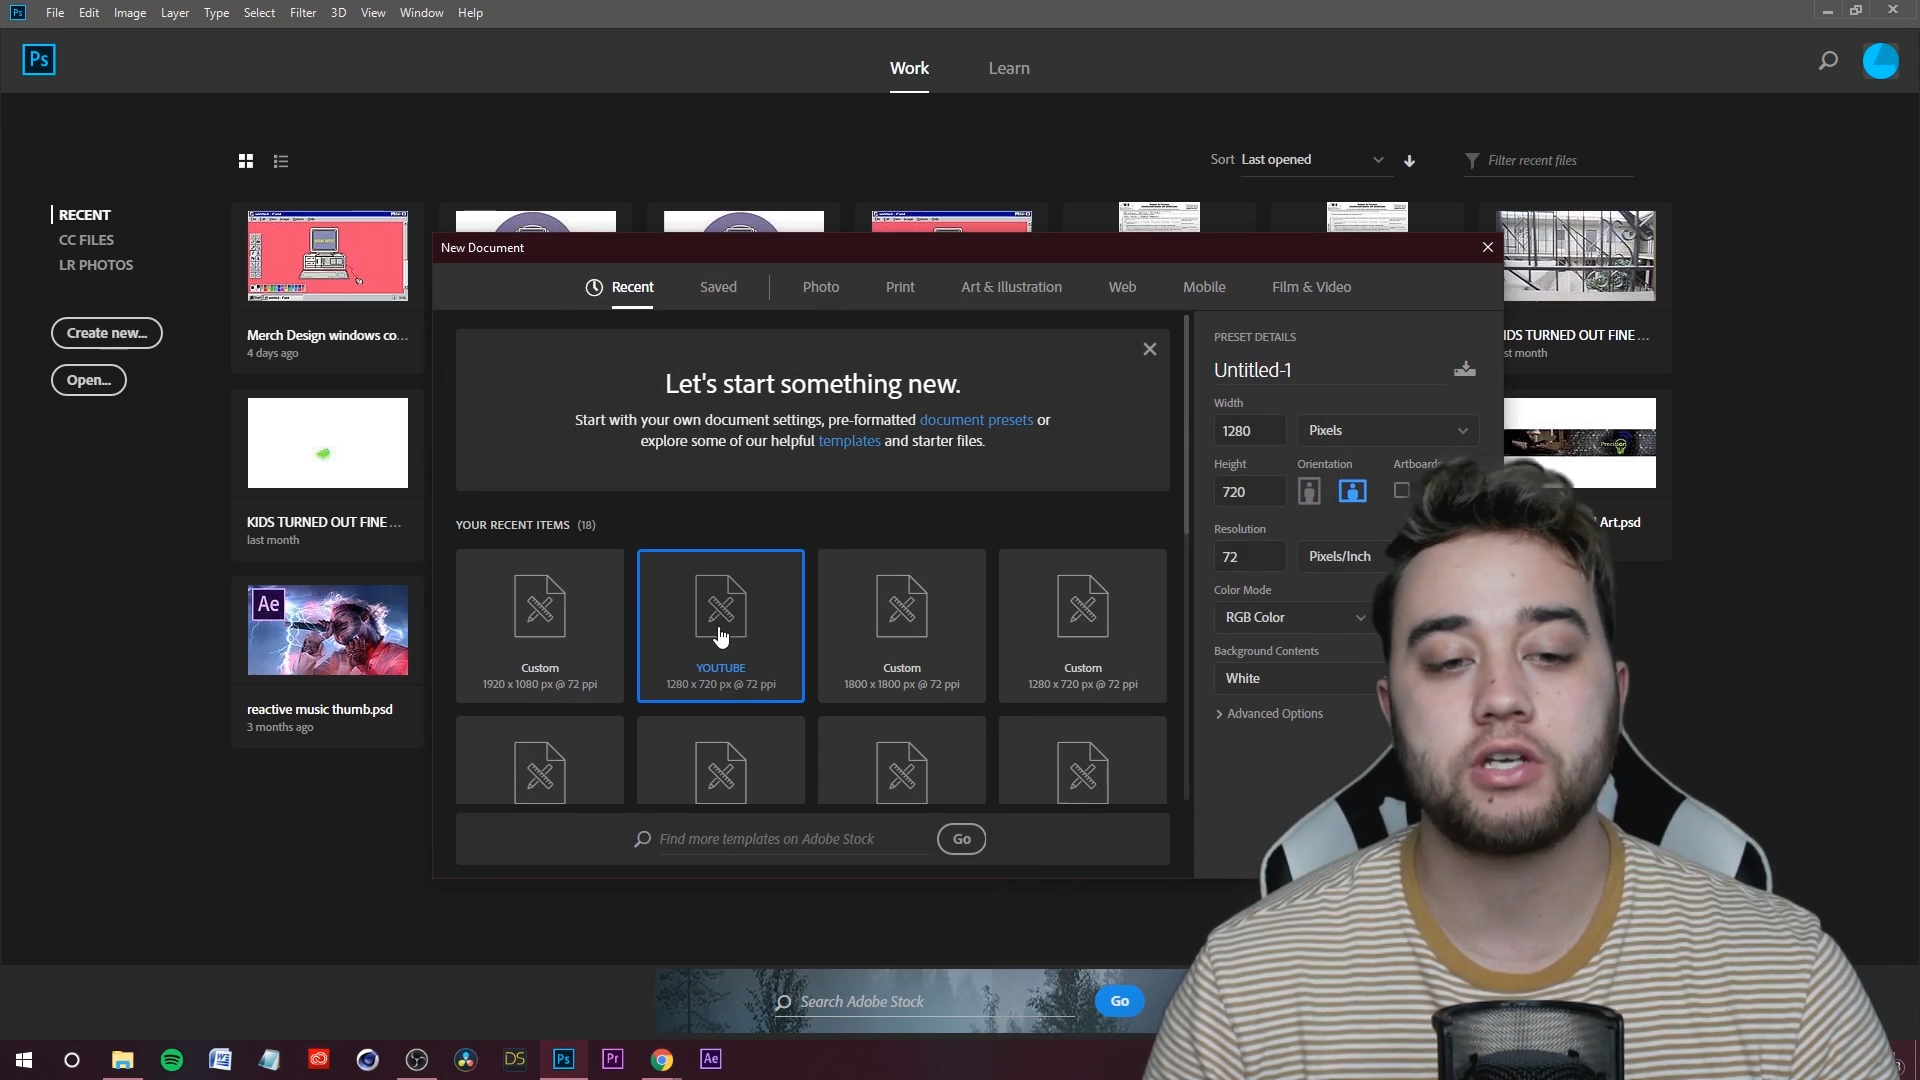 Ps File Edit Image Layer Type Select Filter 3D View Window Help
Ps
Work Learn
Sort Last opened Filter recent files
RECENT
CC FILES
LR PHOTOS
Create new...
Open...
Merch Design windows co...
4 days ago
KIDS TURNED OUT FINE ...
last month
Ae
reactive music thumb.psd
3 months ago
IDS TURNED OUT FINE ...
st month
Art.psd
New Document
Recent Saved Photo Print Art & Illustration Web Mobile Film & Video
Let's start something new.
Start with your own document settings, pre-formatted document presets or
explore some of our helpful templates and starter files.
YOUR RECENT ITEMS (18)
Custom
1920 x 1080 px @ 72 ppi
YOUTUBE
1280 x 720 px @ 72 ppi
Custom
1800 x 1800 px @ 72 ppi
Custom
1280 x 720 px @ 72 ppi
Find more templates on Adobe Stock Go
PRESET DETAILS
Untitled-1
Width
1280 Pixels
Height Orientation Artboards
720
Resolution
72 Pixels/Inch
Color Mode
RGB Color
Background Contents
White
Advanced Options
Search Adobe Stock Go
DS Ps Pr Ae